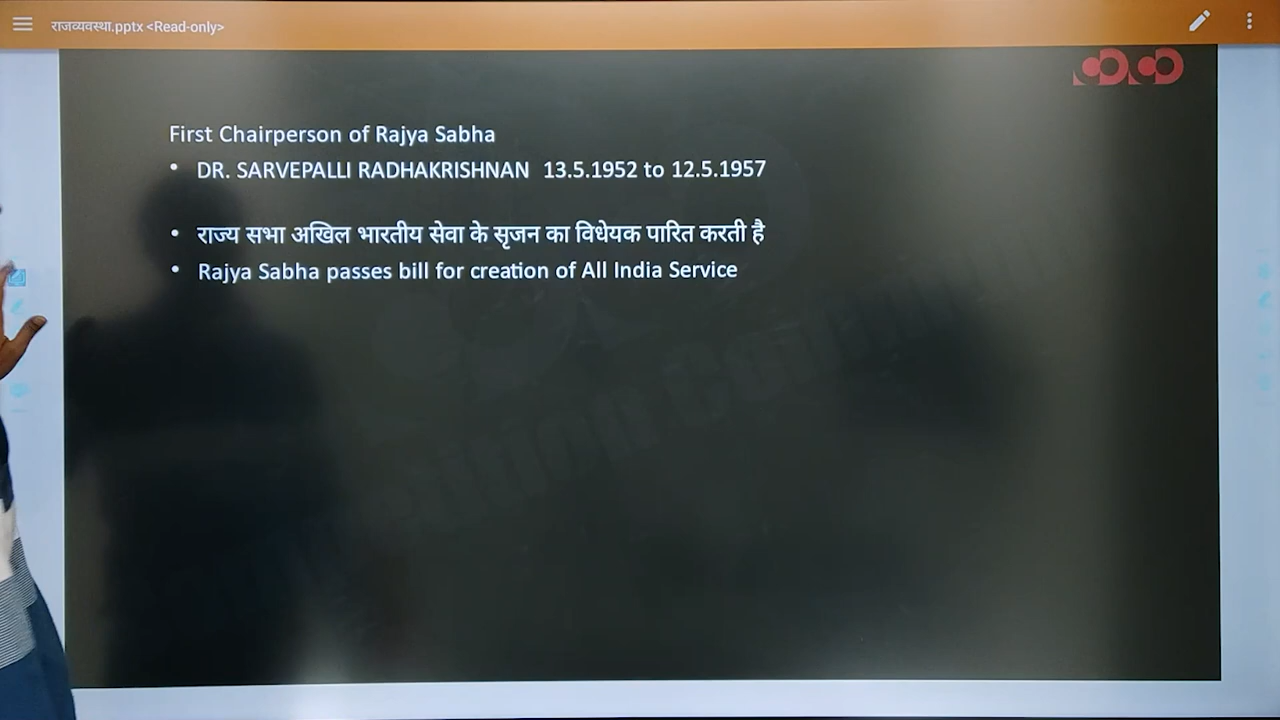 राजव्यवस्था.pptx <Read-only>
First Chairperson of Rajya Sabha
• DR. SARVEPALLI RADHAKRISHNAN 13.5.1952 to 12.5.1957
• राज्य सभा अखिल भारतीय सेवा के सृजन का विधेयक पारित करती है
• Rajya Sabha passes bill for creation of All India Service